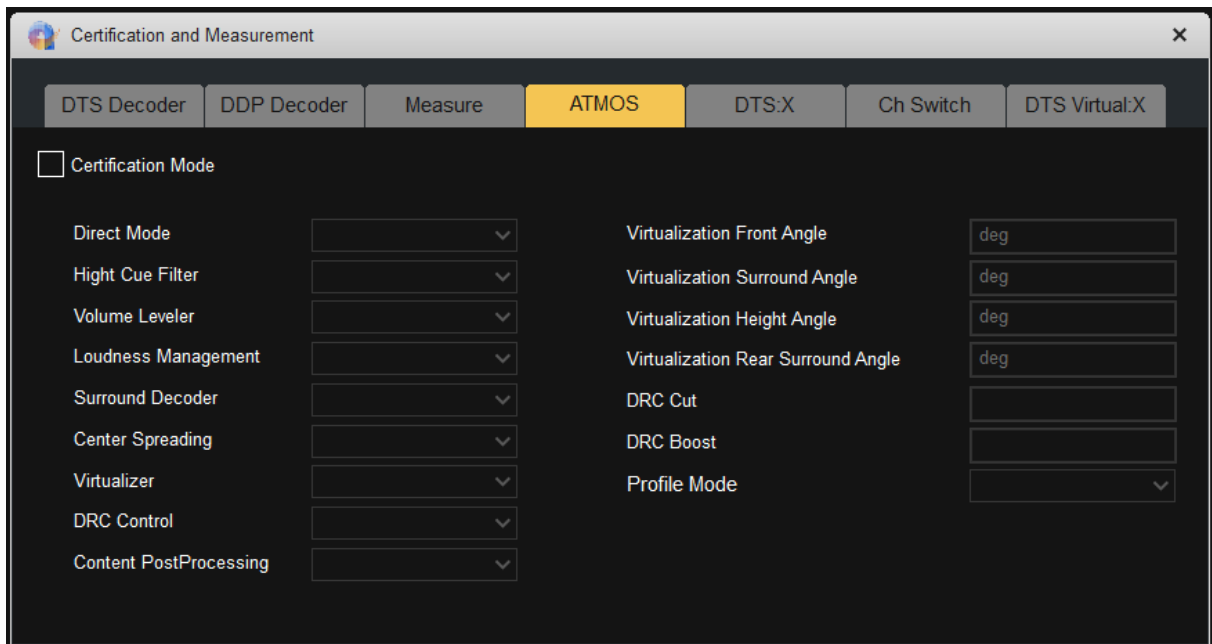 Certification and Measurement
DTS Decoder DDP Decoder Measure ATMOS DTS:X Ch Switch DTS Virtual:X
Certification Mode
Direct Mode
Hight Cue Filter
Volume Leveler
Loudness Management
Surround Decoder
Center Spreading
Virtualizer
DRC Control
Content PostProcessing
Virtualization Front Angle deg
Virtualization Surround Angle deg
Virtualization Height Angle deg
Virtualization Rear Surround Angle deg
DRC Cut
DRC Boost
Profile Mode